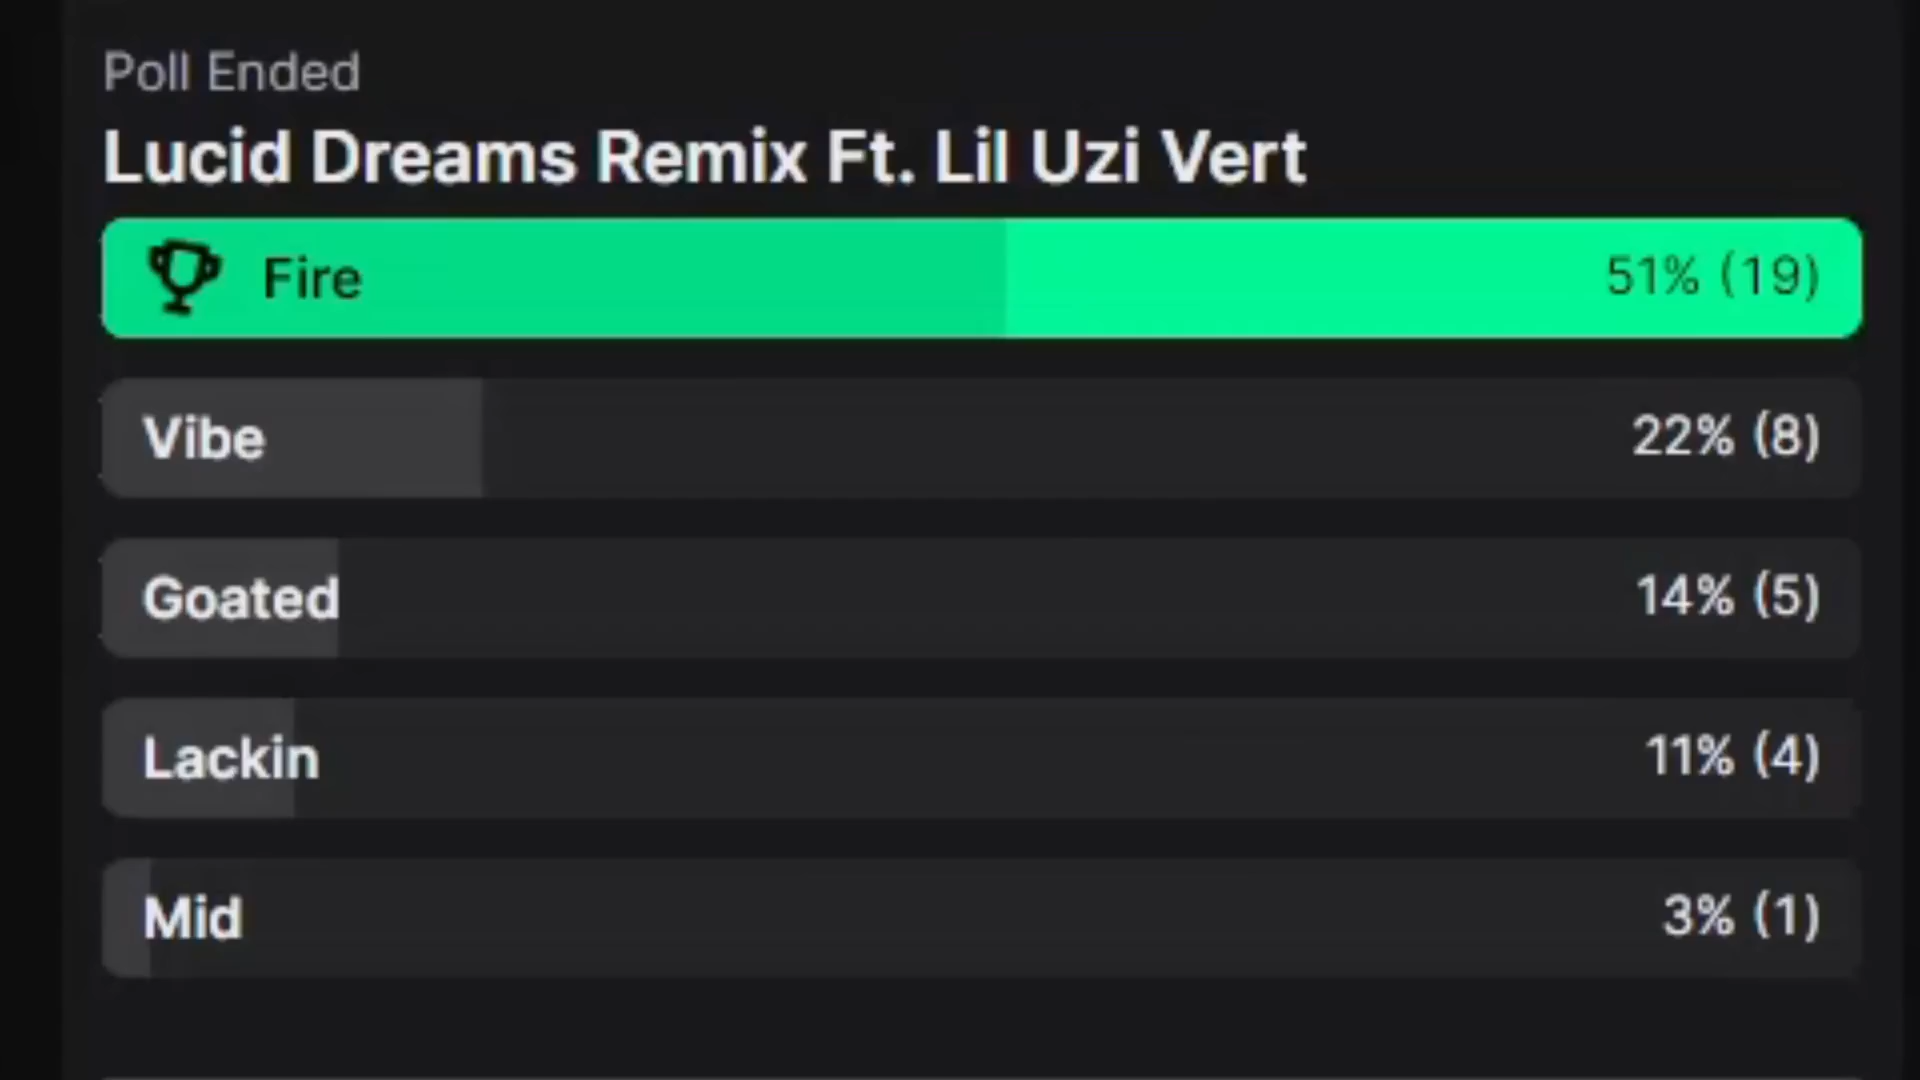 Poll Ended
Lucid Dreams Remix Ft. Lil Uzi Vert
Fire 51% (19)
Vibe 22% (8)
Goated 14% (5)
Lackin 11% (4)
Mid 3% (1)